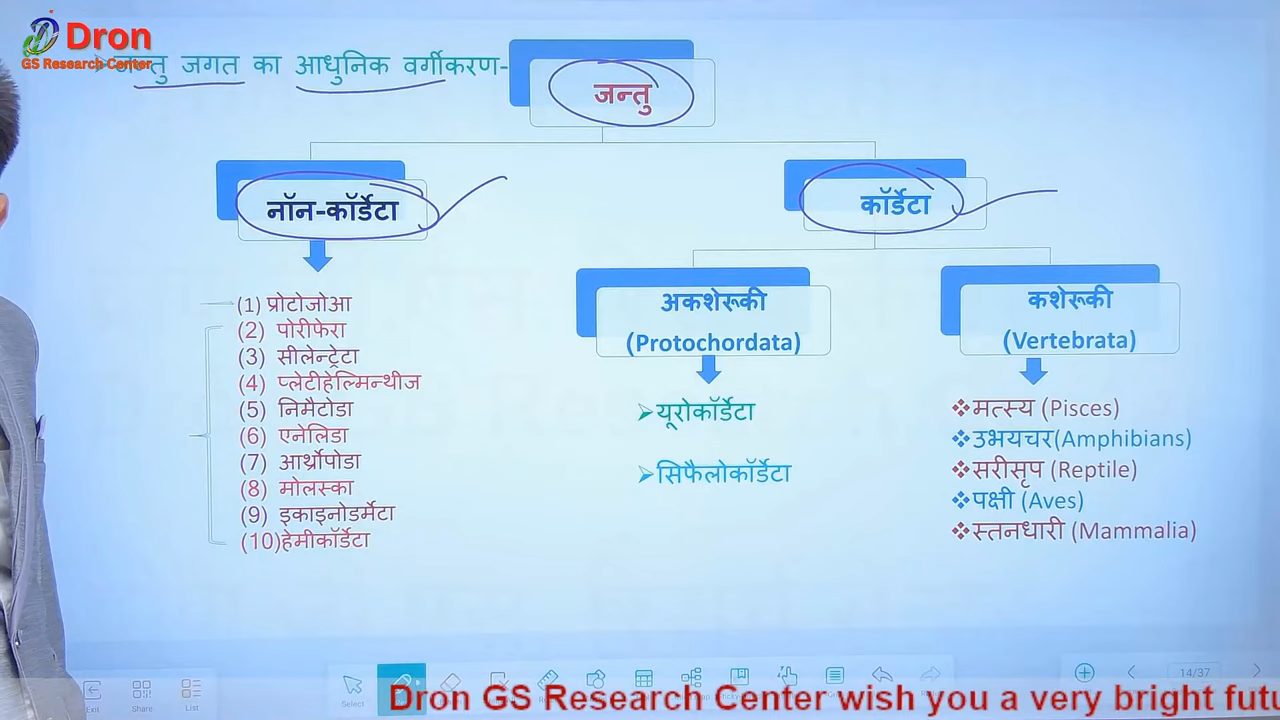 Dron
GS Research Center
जन्तु जगत का आधुनिक वर्गीकरण-
जन्तु
नॉन-कॉर्डेटा
कॉर्डेटा
(1) प्रोटोजोआ
(2) पोरीफेरा
(3) सीलेन्ट्रेटा
(4) प्लेटीहेल्मिन्थीज
(5) निमैटोडा
(6) एनेलिडा
(7) आर्थ्रोपोडा
(8) मोलस्का
(9) इकाइनोडर्मेटा
(10)हेमीकॉर्डेटा
अकशेरूकी
(Protochordata)
यूरोकॉर्डेटा
सिफैलोकॉर्डेटा
कशेरूकी
(Vertebrata)
मत्स्य (Pisces)
उभयचर(Amphibians)
सरीसृप (Reptile)
पक्षी (Aves)
स्तनधारी (Mammalia)
Exit
Share
List
Select
14/37
Dron GS Research Center wish you a very bright futu